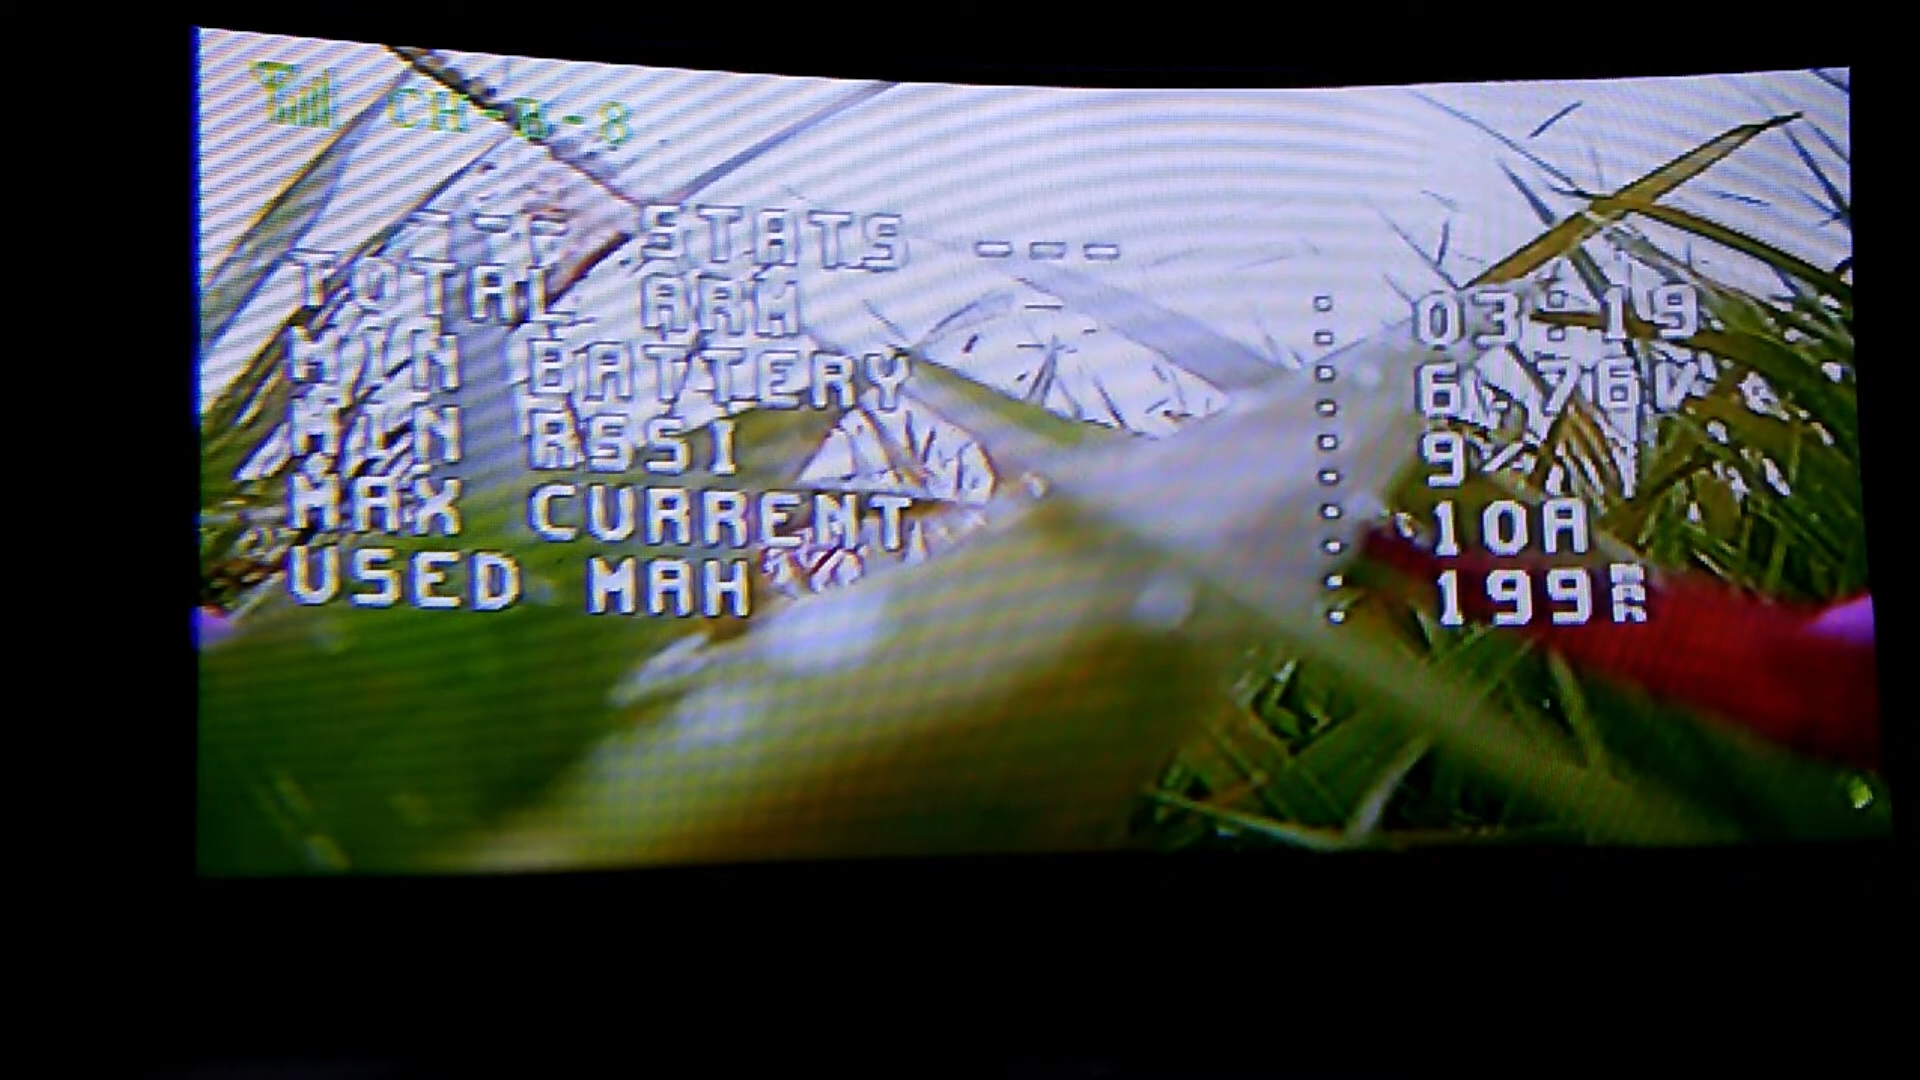 CH-B-8
--- STATS ---
TOTAL ARM : 03:19
MIN BATTERY : 6.76V
MIN RSSI : 9%
MAX CURRENT : 10A
USED MAH : 199